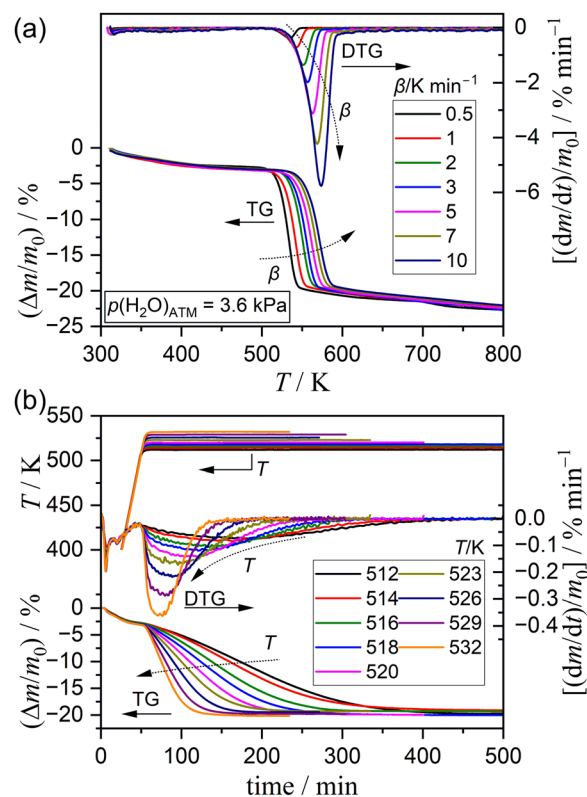 (a)
0
−2
−4
−6
[(dm/dt)/m₀] / % min⁻¹
DTG
β
β/K min⁻¹
0.5
1
2
3
5
7
10
0
−5
−10
−15
−20
−25
(Δm/m₀) / %
TG
β
p(H₂O)ATM = 3.6 kPa
300 400 500 600 700 800
T / K
(b)
550
500
450
400
T / K
T
0.0
−0.1
−0.2
−0.3
−0.4
[(dm/dt)/m₀] / % min⁻¹
T
DTG
T/K
512 523
514 526
516 529
518 532
520
0
−5
−10
−15
−20
(Δm/m₀) / %
T
TG
0 100 200 300 400 500
time / min